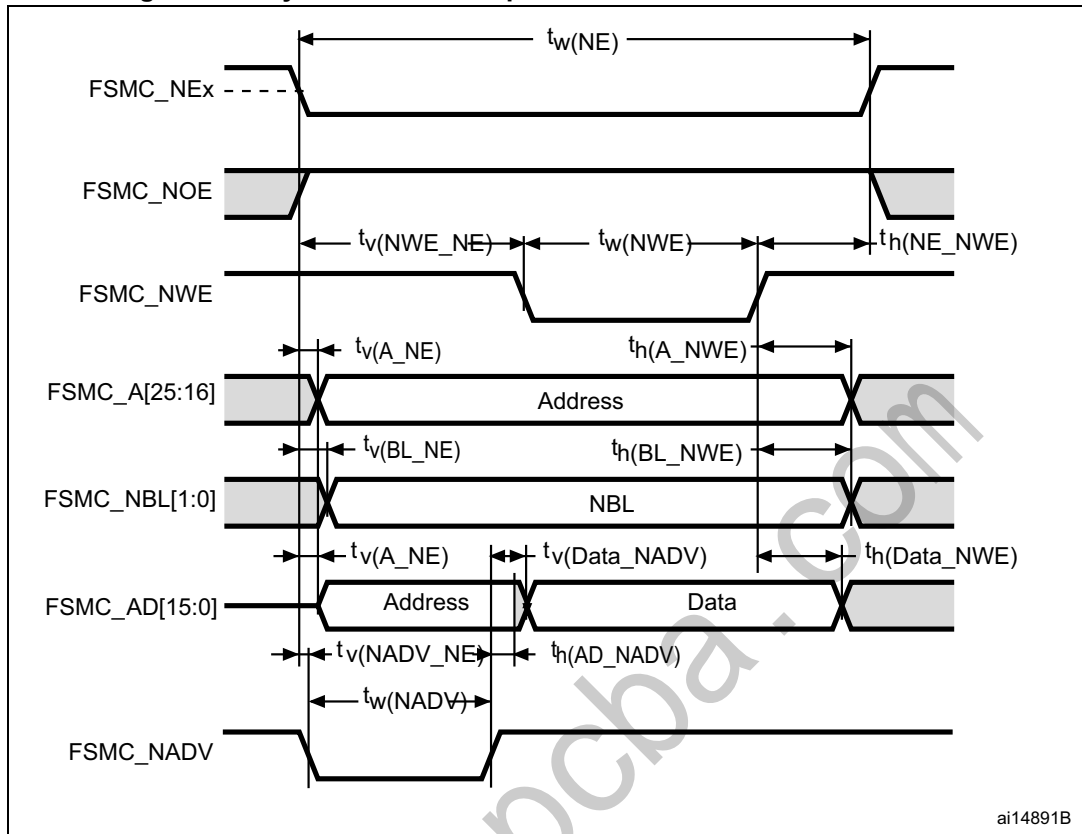 tw(NE)
FSMC_NEx
FSMC_NOE
tv(NWE_NE) tw(NWE) th(NE_NWE)
FSMC_NWE
tv(A_NE) th(A_NWE)
FSMC_A[25:16] Address
tv(BL_NE) th(BL_NWE)
FSMC_NBL[1:0] NBL
tv(A_NE) tv(Data_NADV) th(Data_NWE)
FSMC_AD[15:0] Address Data
tv(NADV_NE) th(AD_NADV)
tw(NADV)
FSMC_NADV
ai14891B